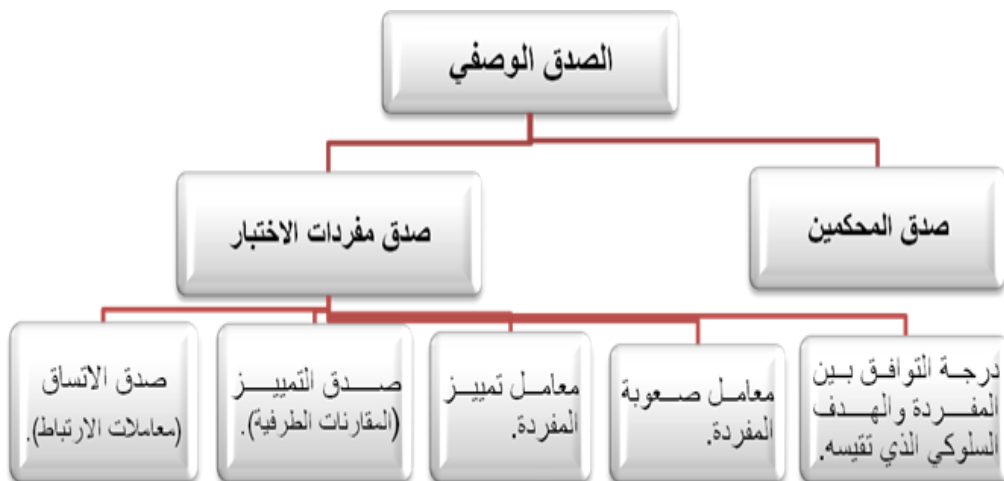 الصدق الوصفي
صدق المحكمين
صدق مفردات الاختبار
درجة التوافق بين
المفردة والهدف
السلوكي الذي تقيسه.
معامل صعوبة
المفردة.
معامل تمييز
المفردة.
صدق التمييز
(المقارنات الطرفية).
صدق الاتساق
(معاملات الارتباط).